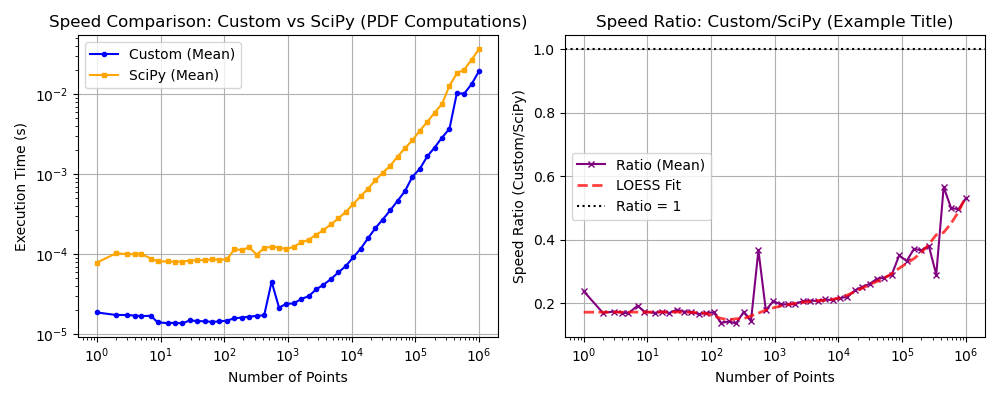 Speed Comparison: Custom vs SciPy (PDF Computations)
Custom (Mean)
SciPy (Mean)
Execution Time (s)
10⁻²
10⁻³
10⁻⁴
10⁻⁵
10⁰ 10¹ 10² 10³ 10⁴ 10⁵ 10⁶
Number of Points
Speed Ratio: Custom/SciPy (Example Title)
Speed Ratio (Custom/SciPy)
1.0
0.8
0.6
0.4
0.2
Ratio (Mean)
LOESS Fit
Ratio = 1
10⁰ 10¹ 10² 10³ 10⁴ 10⁵ 10⁶
Number of Points